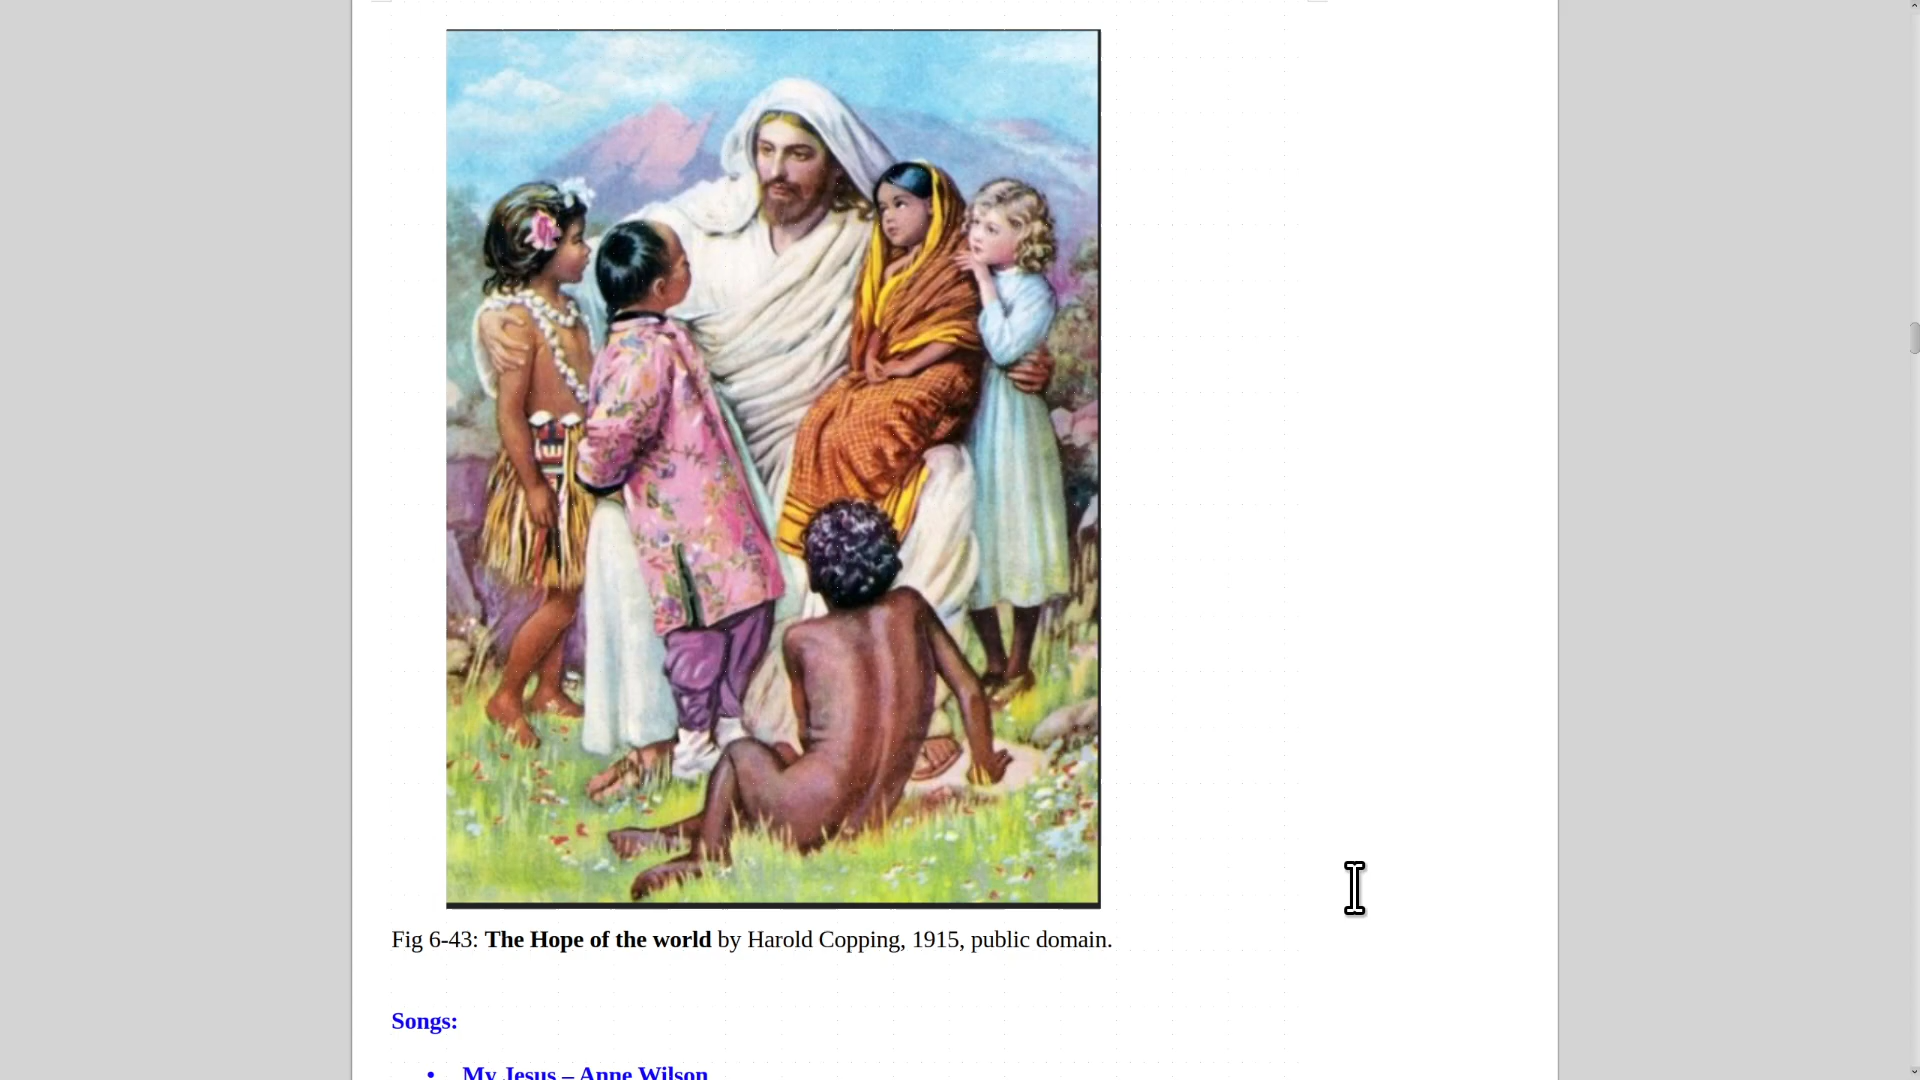 Fig 6-43: The Hope of the world by Harold Copping, 1915, public domain.
Songs:
• My Jesus – Anne Wilson